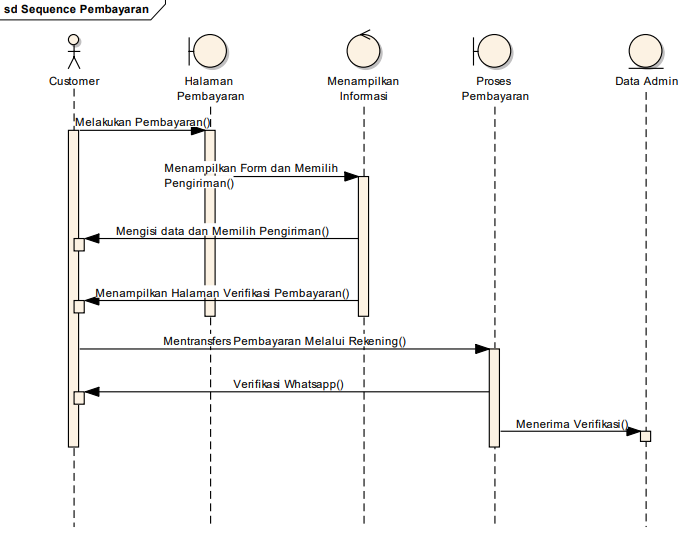 sd Sequence Pembayaran
Customer
Halaman
Pembayaran
Menampilkan
Informasi
Proses
Pembayaran
Data Admin
Melakukan Pembayaran()
Menampilkan Form dan Memilih
Pengiriman()
Mengisi data dan Memilih Pengiriman()
Menampilkan Halaman Verifikasi Pembayaran()
Mentransfers Pembayaran Melalui Rekening()
Verifikasi Whatsapp()
Menerima Verifikasi()